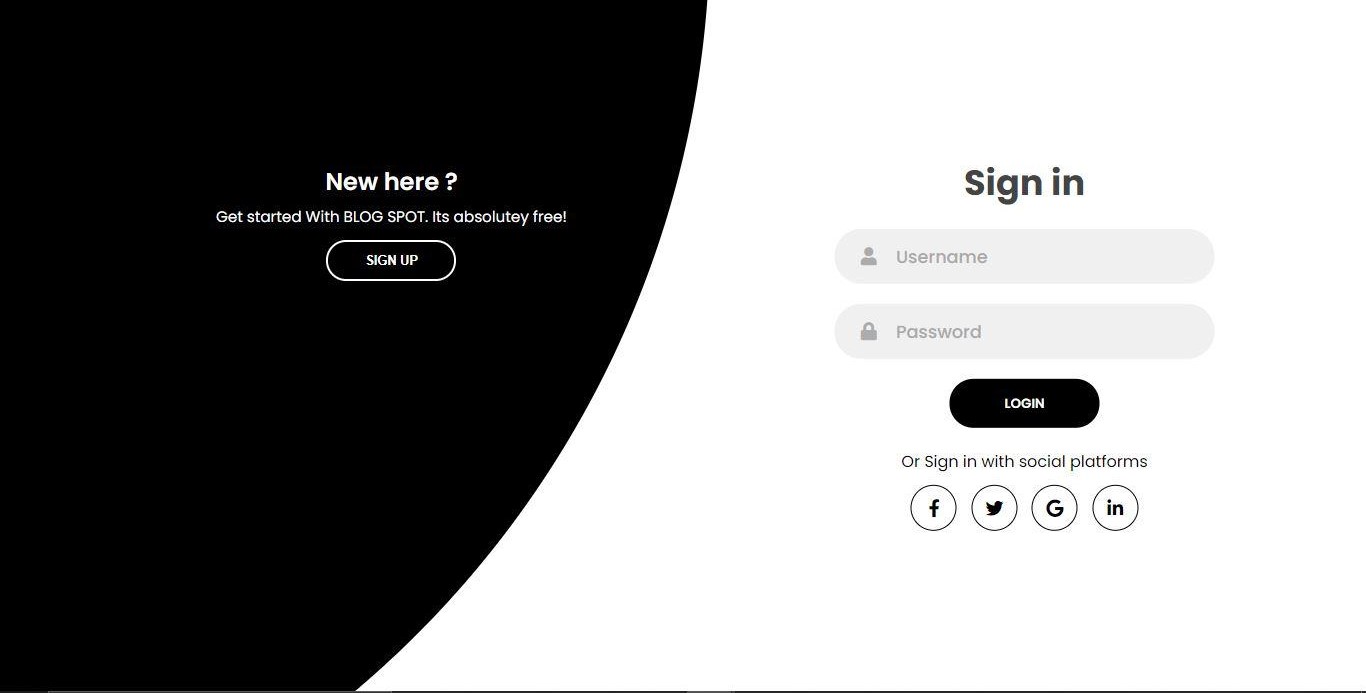 New here ?
Get started With BLOG SPOT. Its absolutey free!
SIGN UP
Sign in
Username
Password
LOGIN
Or Sign in with social platforms